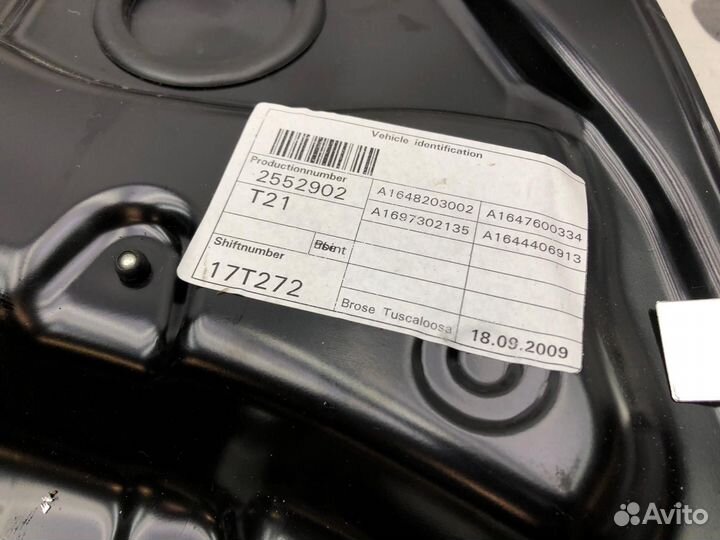 Vehicle identification
Productionnumber
2552902
T21
A1648203002 A1647600334
A1697302135 A1644406913
Shiftnumber
17T272
Brose Tuscaloosa
18.09.2009
Avito